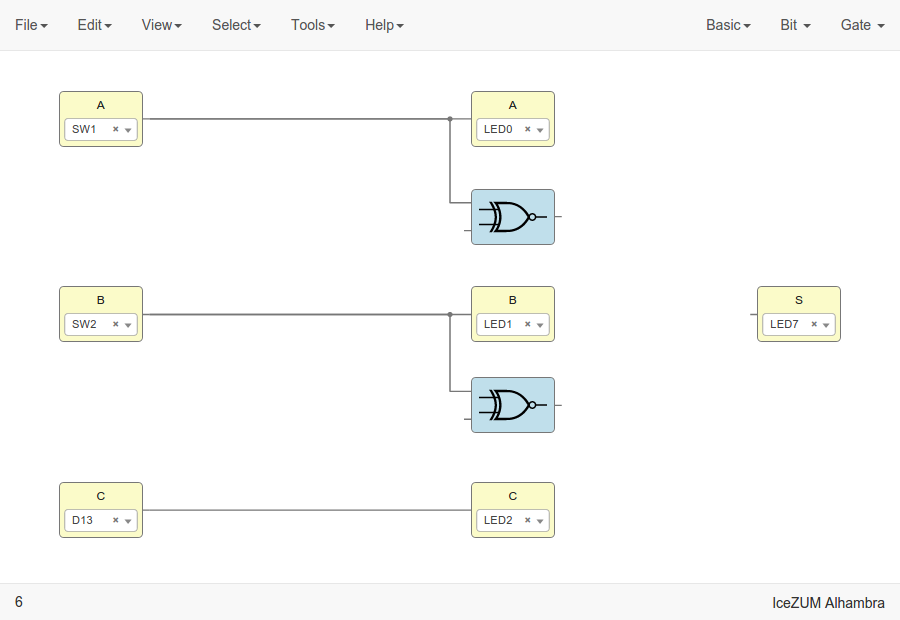 File Edit View Select Tools Help Basic Bit Gate
A A
SW1 LED0
B B S
SW2 LED1 LED7
C C
D13 LED2
6 IceZUM Alhambra